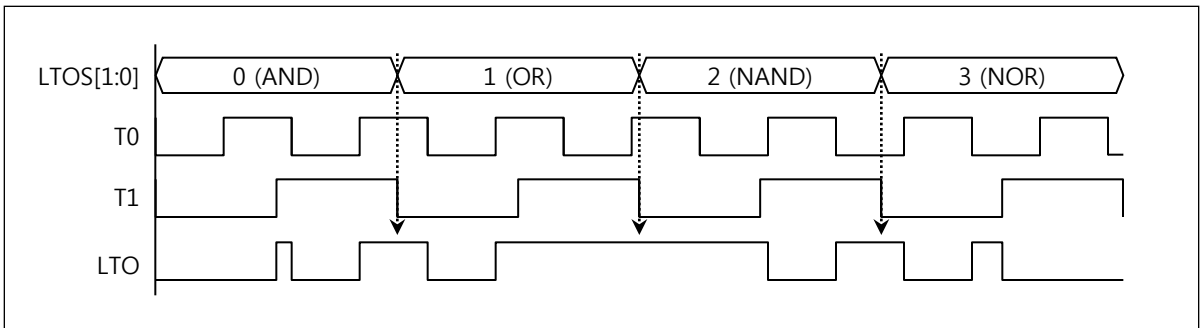 LTOS[1:0] 0 (AND) 1 (OR) 2 (NAND) 3 (NOR)
T0
T1
LTO